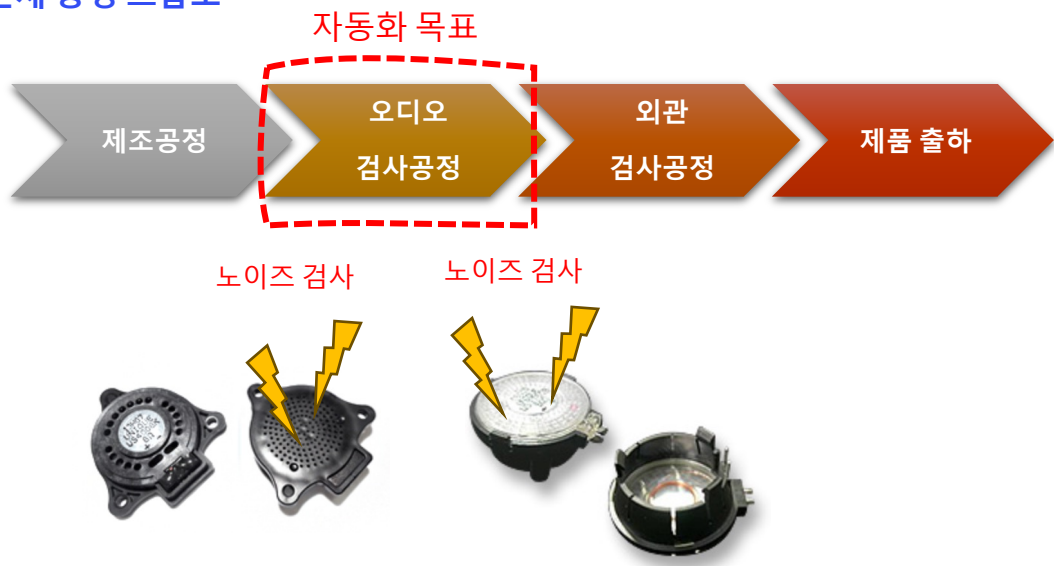 자동화 목표
제조공정
오디오
검사공정
외관
검사공정
제품 출하
노이즈 검사
노이즈 검사